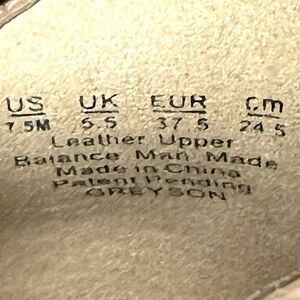 US UK EUR cm
7.5M 5.5 37.5 24.5
Leather Upper
Balance Man Made
Made in China
Patent Pending
GREYSON